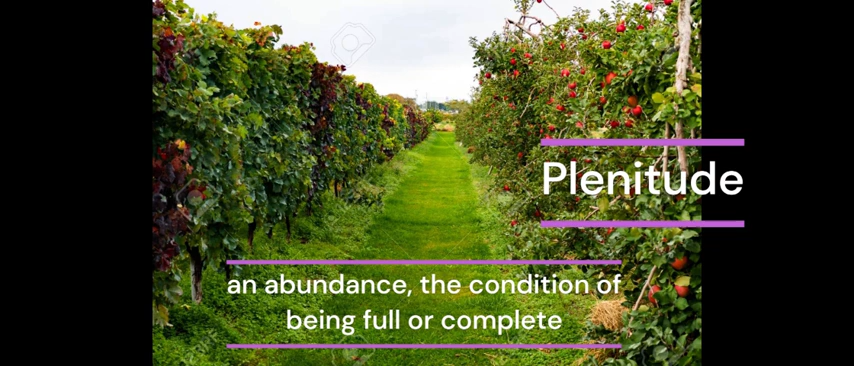 Plenitude
an abundance, the condition of
being full or complete